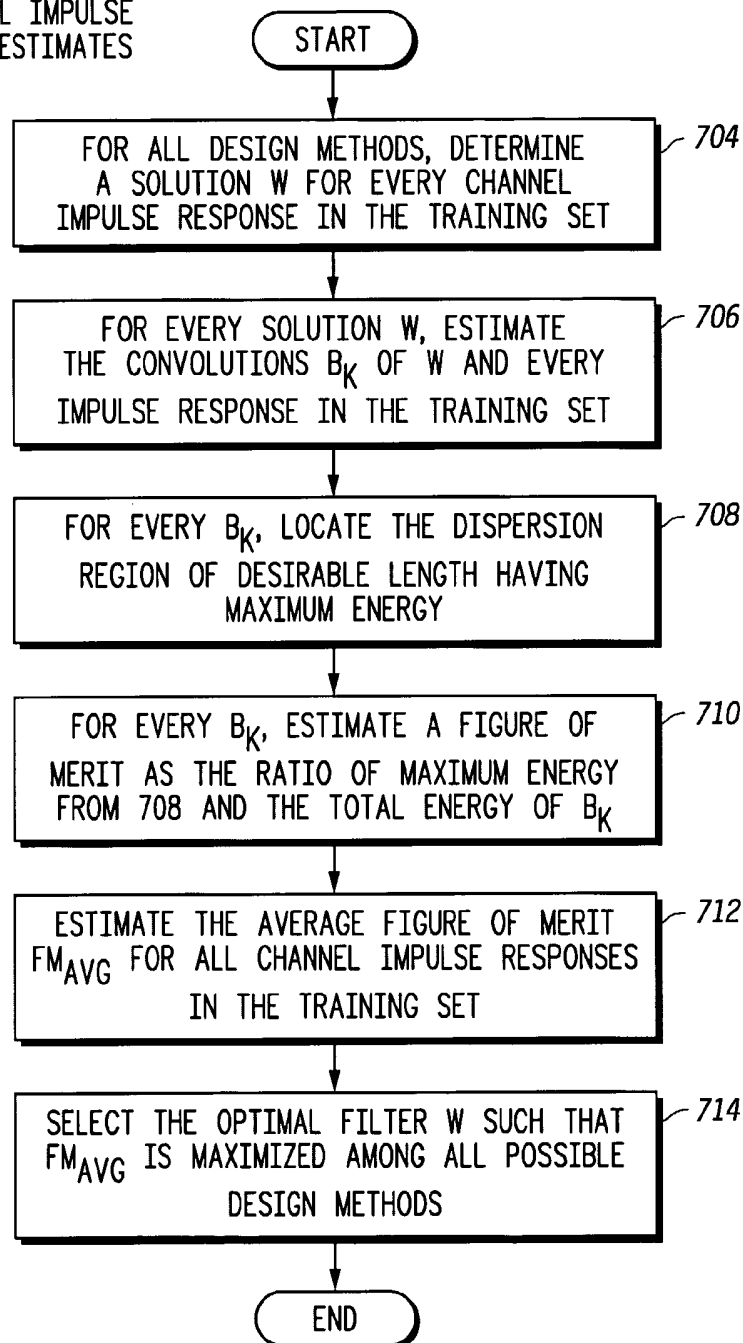 L IMPULSE
ESTIMATES
START
FOR ALL DESIGN METHODS, DETERMINE
A SOLUTION W FOR EVERY CHANNEL
IMPULSE RESPONSE IN THE TRAINING SET
704
FOR EVERY SOLUTION W, ESTIMATE
THE CONVOLUTIONS BK OF W AND EVERY
IMPULSE RESPONSE IN THE TRAINING SET
706
FOR EVERY BK, LOCATE THE DISPERSION
REGION OF DESIRABLE LENGTH HAVING
MAXIMUM ENERGY
708
FOR EVERY BK, ESTIMATE A FIGURE OF
MERIT AS THE RATIO OF MAXIMUM ENERGY
FROM 708 AND THE TOTAL ENERGY OF BK
710
ESTIMATE THE AVERAGE FIGURE OF MERIT
FMAVG FOR ALL CHANNEL IMPULSE RESPONSES
IN THE TRAINING SET
712
SELECT THE OPTIMAL FILTER W SUCH THAT
FMAVG IS MAXIMIZED AMONG ALL POSSIBLE
DESIGN METHODS
714
END